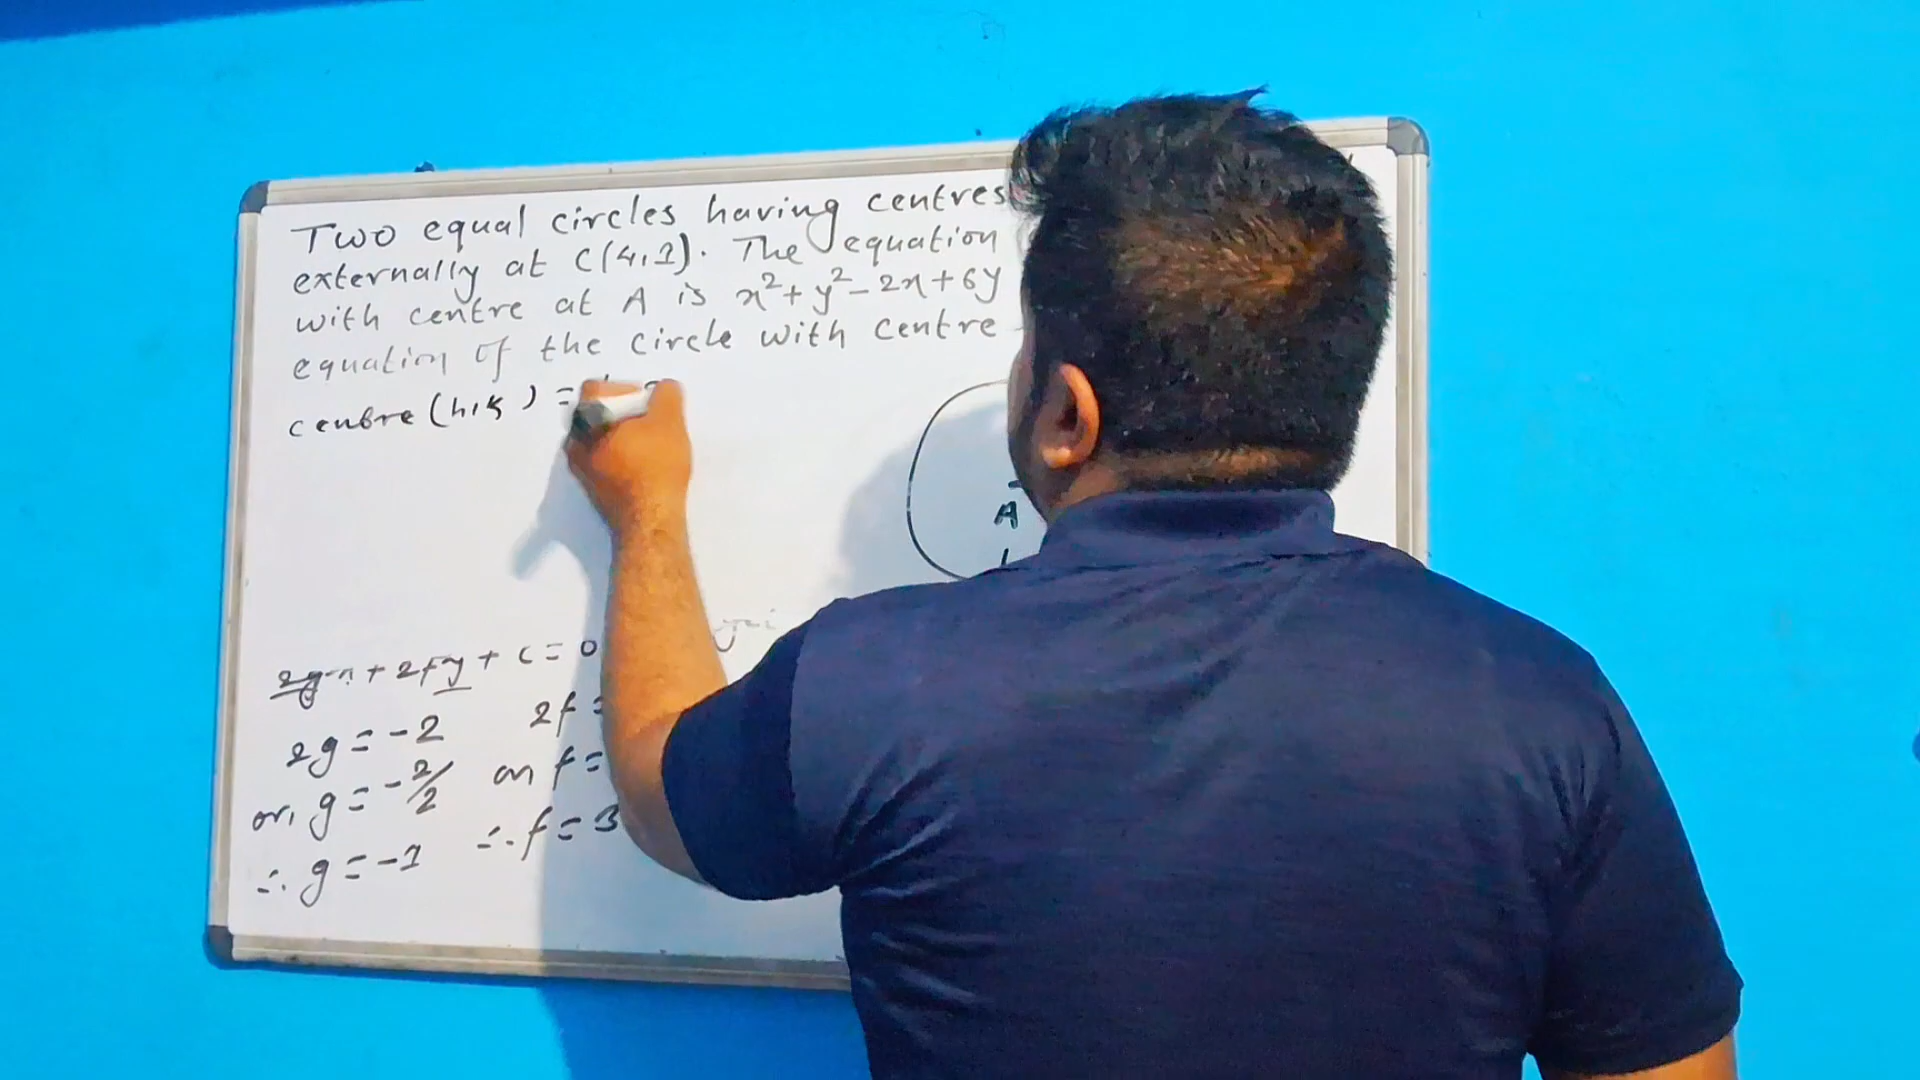 Two equal circles having centres
externally at C(4,1). The equation
with centre at A is x²+y²-2x+6y
equation of the circle with centre
centre (h,k) =
A
2gx + 2fy + c = 0
2g = -2 2f =
or, g = -2/2 or f =
∴ g = -1 ∴ f = 3